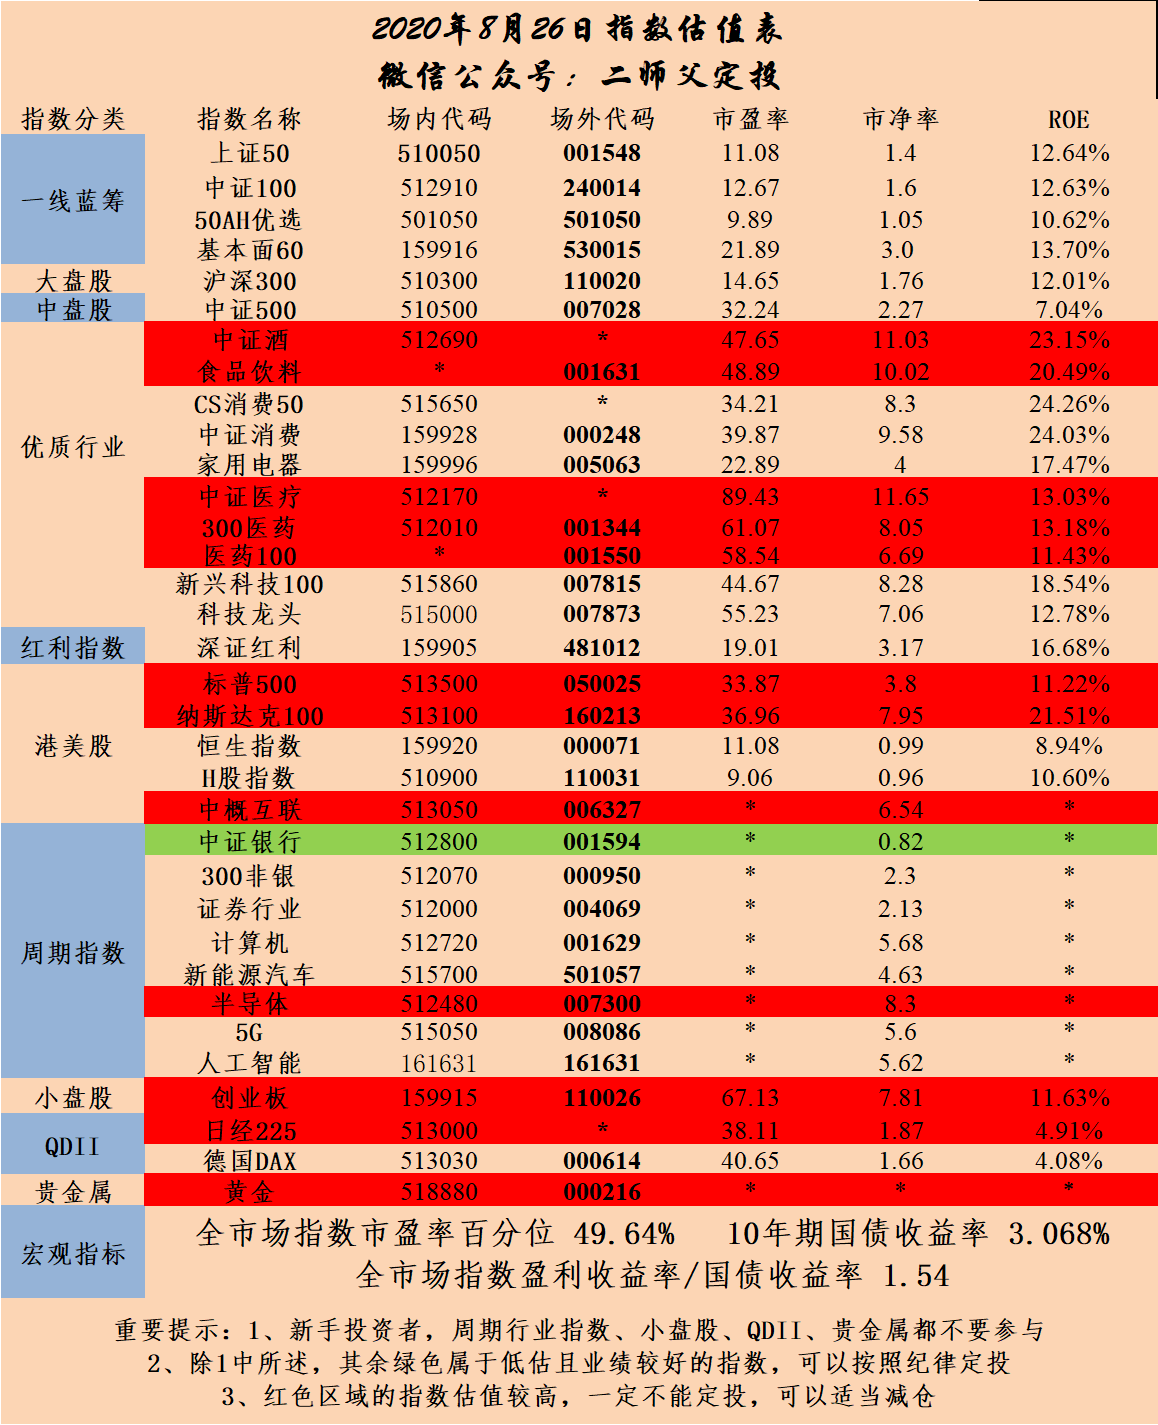 2020年8月26日指数估值表
微信公众号：二师父定投
指数分类 指数名称 场内代码 场外代码 市盈率 市净率 ROE
一线蓝筹 上证50 510050 001548 11.08 1.4 12.64%
中证100 512910 240014 12.67 1.6 12.63%
50AH优选 501050 501050 9.89 1.05 10.62%
基本面60 159916 530015 21.89 3.0 13.70%
大盘股 沪深300 510300 110020 14.65 1.76 12.01%
中盘股 中证500 510500 007028 32.24 2.27 7.04%
优质行业 中证酒 512690 * 47.65 11.03 23.15%
食品饮料 * 001631 48.89 10.02 20.49%
CS消费50 515650 * 34.21 8.3 24.26%
中证消费 159928 000248 39.87 9.58 24.03%
家用电器 159996 005063 22.89 4 17.47%
中证医疗 512170 * 89.43 11.65 13.03%
300医药 512010 001344 61.07 8.05 13.18%
医药100 * 001550 58.54 6.69 11.43%
新兴科技100 515860 007815 44.67 8.28 18.54%
科技龙头 515000 007873 55.23 7.06 12.78%
红利指数 深证红利 159905 481012 19.01 3.17 16.68%
港美股 标普500 513500 050025 33.87 3.8 11.22%
纳斯达克100 513100 160213 36.96 7.95 21.51%
恒生指数 159920 000071 11.08 0.99 8.94%
H股指数 510900 110031 9.06 0.96 10.60%
中概互联 513050 006327 * 6.54 *
周期指数 中证银行 512800 001594 * 0.82 *
300非银 512070 000950 * 2.3 *
证券行业 512000 004069 * 2.13 *
计算机 512720 001629 * 5.68 *
新能源汽车 515700 501057 * 4.63 *
半导体 512480 007300 * 8.3 *
5G 515050 008086 * 5.6 *
人工智能 161631 161631 * 5.62 *
小盘股 创业板 159915 110026 67.13 7.81 11.63%
QDII 日经225 513000 * 38.11 1.87 4.91%
德国DAX 513030 000614 40.65 1.66 4.08%
贵金属 黄金 518880 000216 * * *
宏观指标 全市场指数市盈率百分位 49.64% 10年期国债收益率 3.068%
全市场指数盈利收益率/国债收益率 1.54
重要提示：1、新手投资者，周期行业指数、小盘股、QDII、贵金属都不要参与
2、除1中所述，其余绿色属于低估且业绩较好的指数，可以按照纪律定投
3、红色区域的指数估值较高，一定不能定投，可以适当减仓